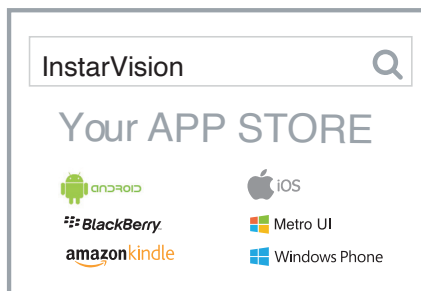 InstarVision
Your APP STORE
android
iOS
BlackBerry.
Metro UI
amazonkindle
Windows Phone